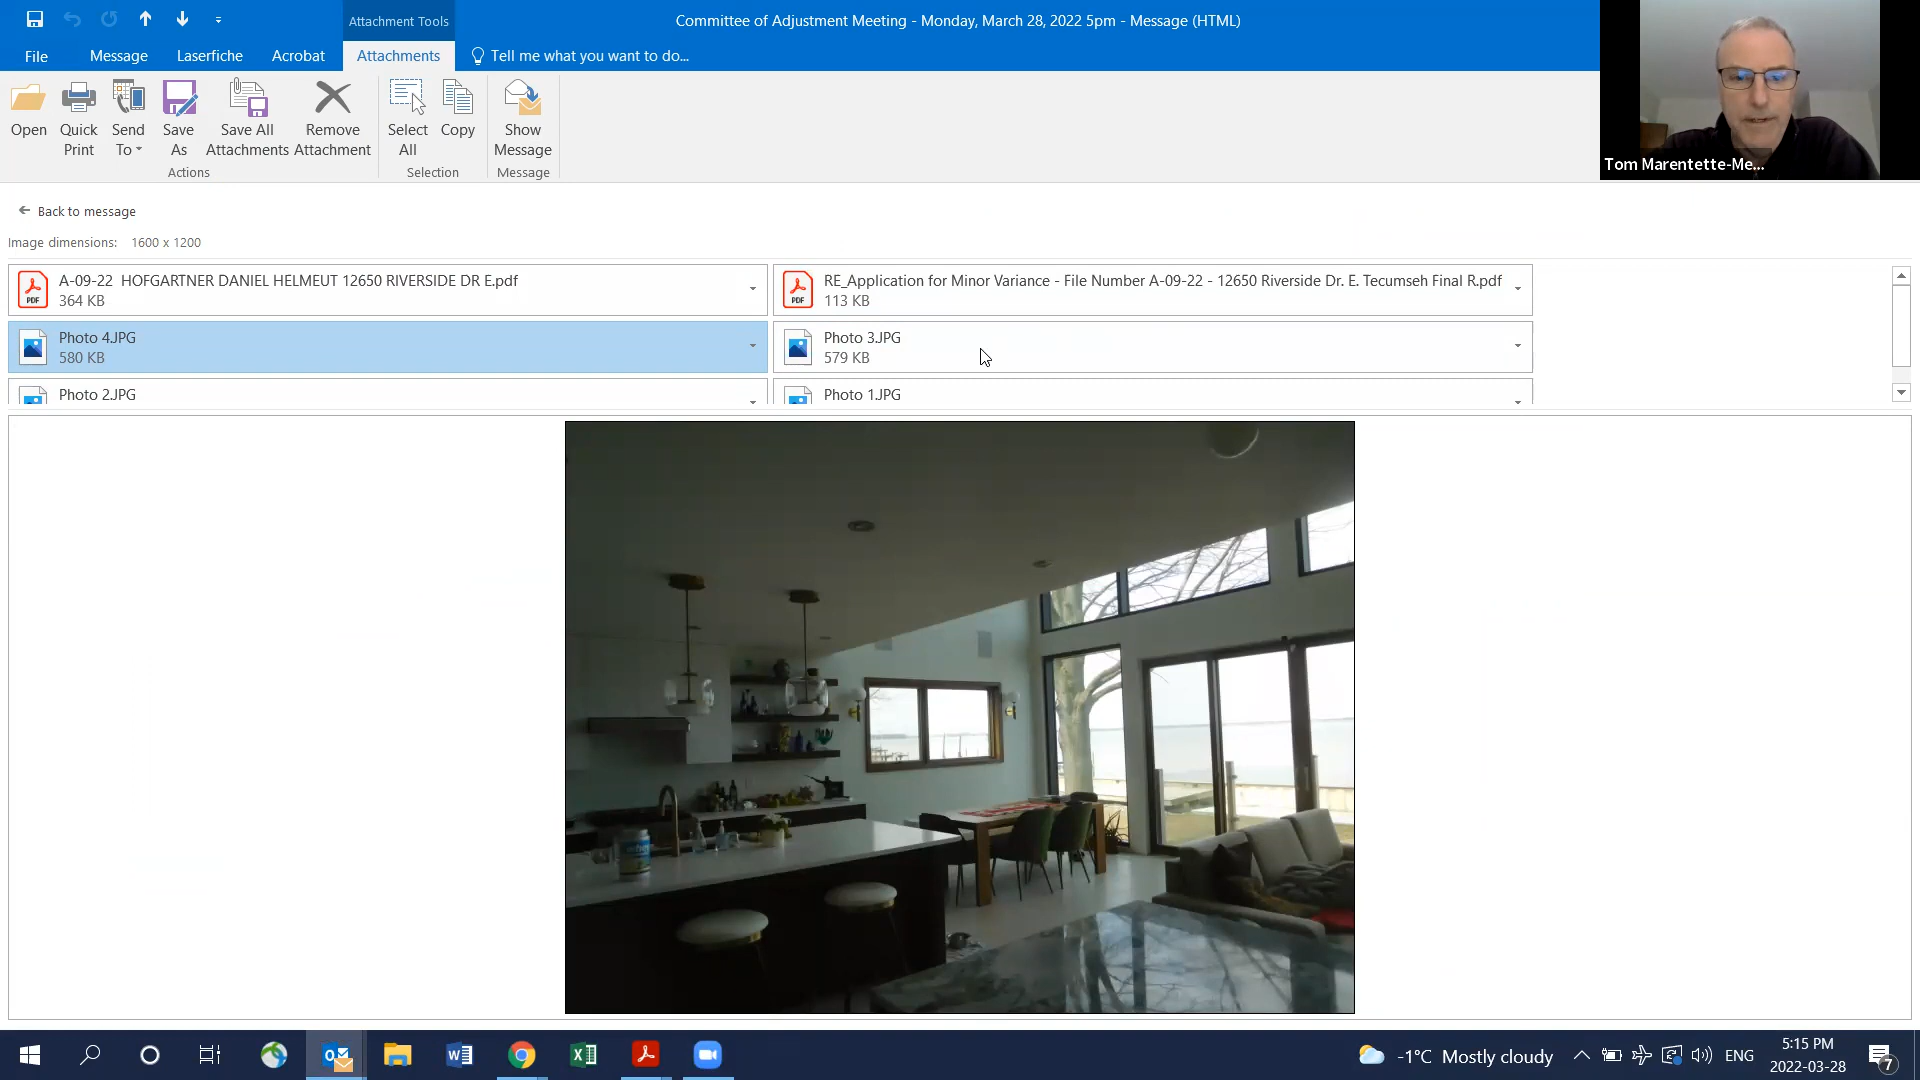 Attachment Tools
Committee of Adjustment Meeting - Monday, March 28, 2022 5pm - Message (HTML)
File
Message
Laserfiche
Acrobat
Attachments
Tell me what you want to do...
Open
Quick
Print
Send
To
Save
As
Save All
Attachments
Remove
Attachment
Select
All
Copy
Show
Message
Actions
Selection
Message
Tom Marentette-Me...
Back to message
Image dimensions: 1600 x 1200
A-09-22 HOFGARTNER DANIEL HELMEUT 12650 RIVERSIDE DR E.pdf
364 KB
RE_Application for Minor Variance - File Number A-09-22 - 12650 Riverside Dr. E. Tecumseh Final R.pdf
113 KB
Photo 4.JPG
580 KB
Photo 3.JPG
579 KB
Photo 2.JPG
Photo 1.JPG
PDF
PDF
-1°C Mostly cloudy
ENG
5:15 PM
2022-03-28
7